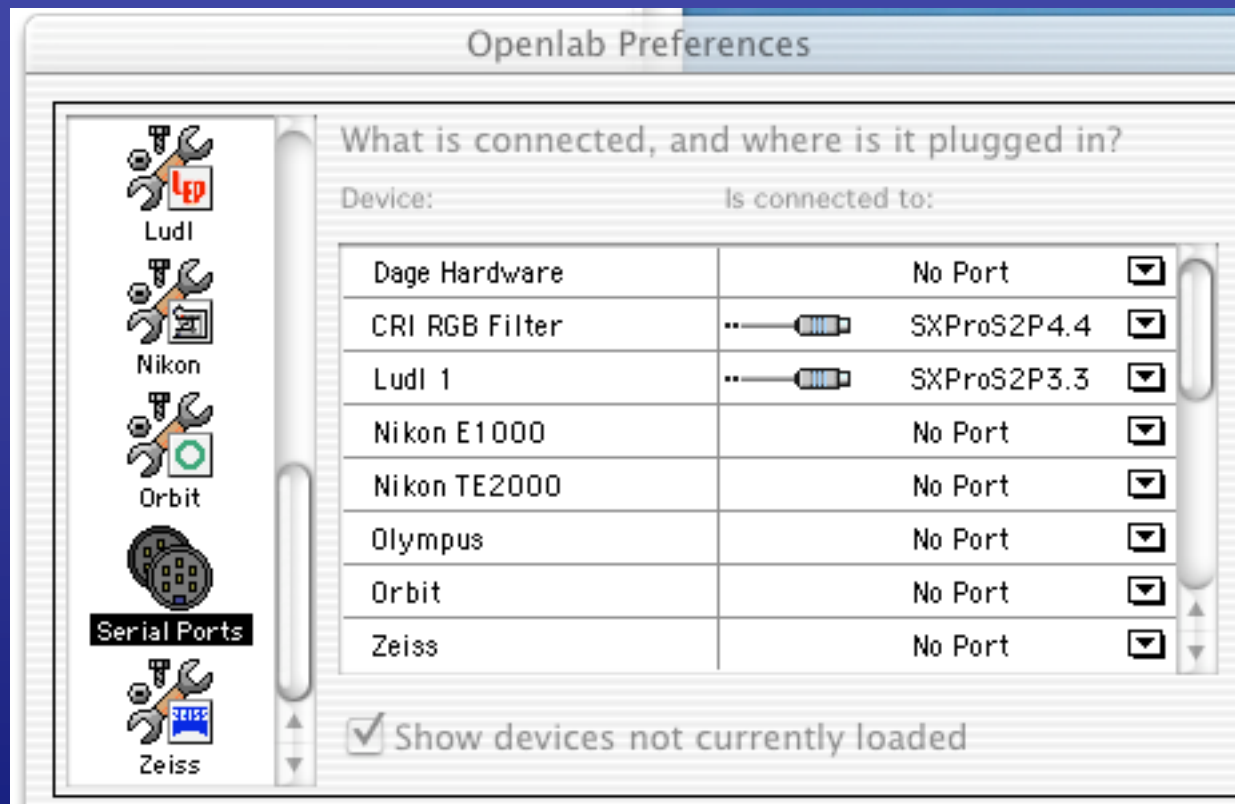 Openlab Preferences
LEP
Ludl
Nikon
Orbit
Serial Ports
ZEISS
Zeiss
What is connected, and where is it plugged in?
Device: Is connected to:
Dage Hardware No Port
CRI RGB Filter SXProS2P4.4
Ludl 1 SXProS2P3.3
Nikon E1000 No Port
Nikon TE2000 No Port
Olympus No Port
Orbit No Port
Zeiss No Port
Show devices not currently loaded